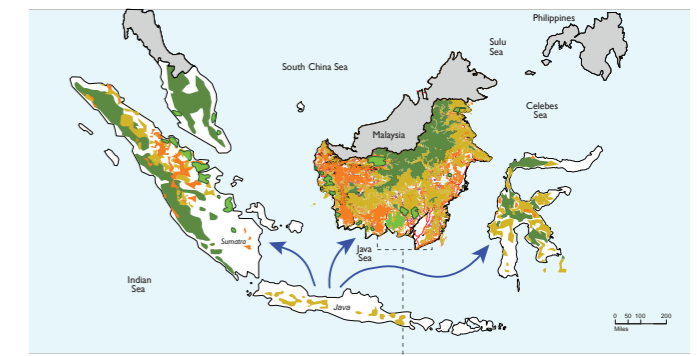 Philippines
Sulu
Sea
South China Sea
Celebes
Sea
Malaysia
Sumatra
Java
Sea
Indian
Sea
Java
0 50 100 200
Miles